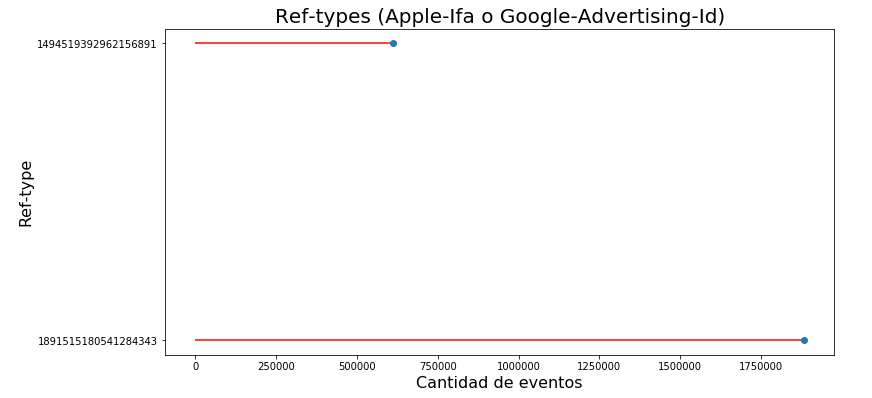 Ref-types (Apple-Ifa o Google-Advertising-Id)
1494519392962156891
Ref-type
1891515180541284343
0 250000 500000 750000 1000000 1250000 1500000 1750000
Cantidad de eventos